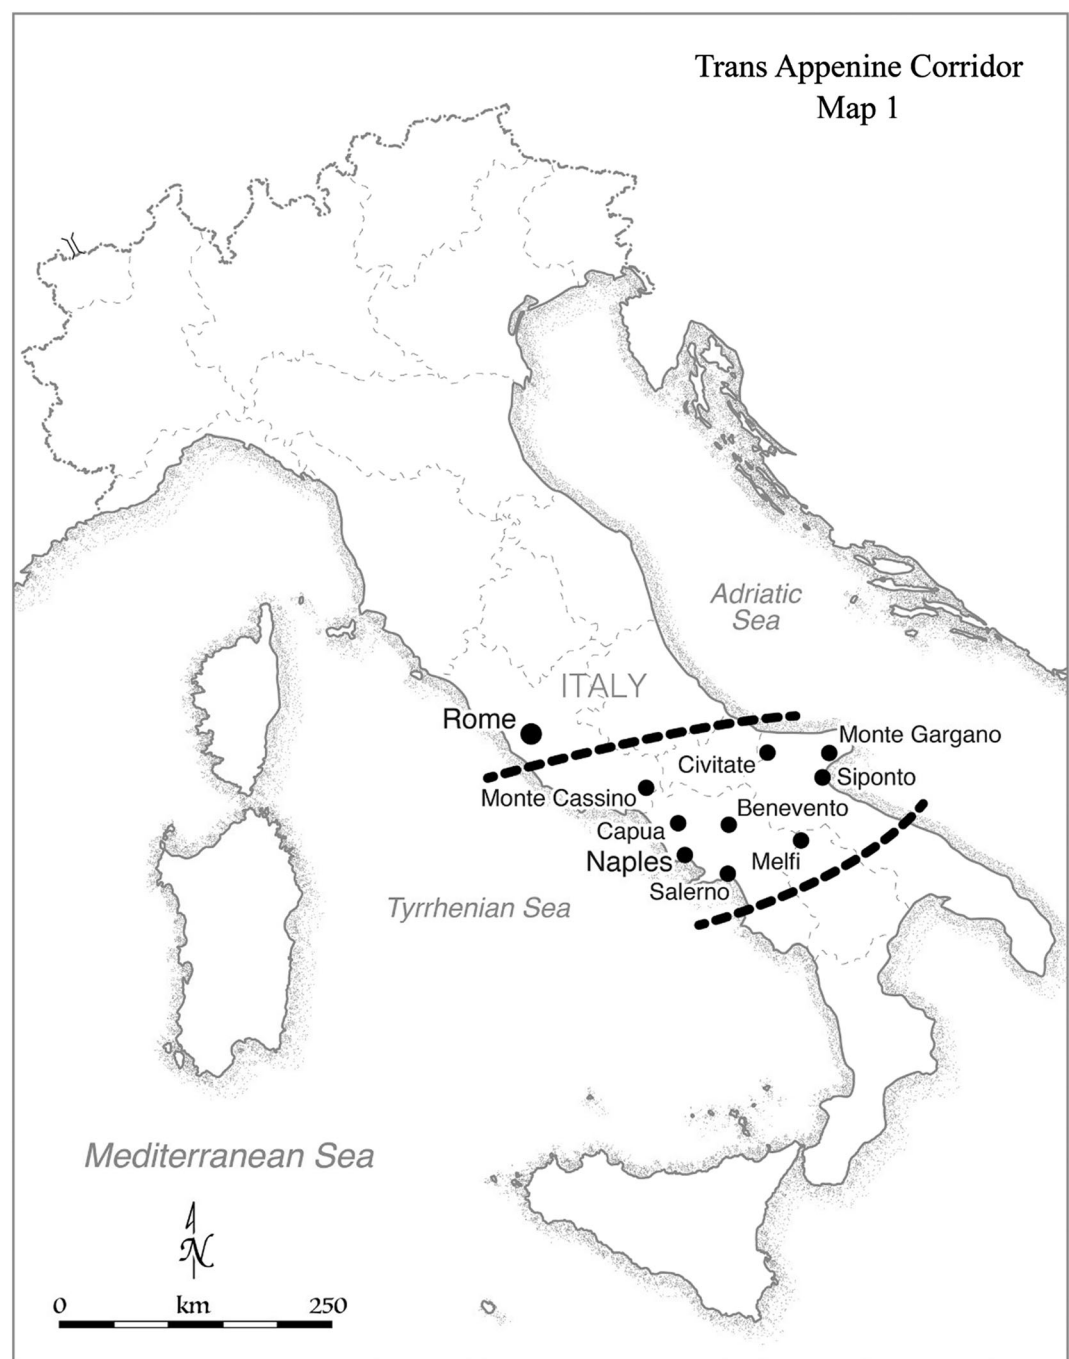 Trans Appenine Corridor
Map 1
Adriatic
Sea
ITALY
Rome
Monte Gargano
Civitate
Siponto
Monte Cassino
Benevento
Capua
Naples
Melfi
Salerno
Tyrrhenian Sea
Mediterranean Sea
N
0 km 250